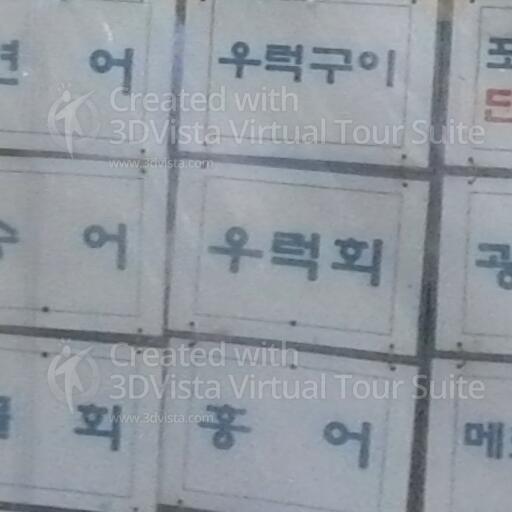 어 우럭구이
어 우럭회
회 홍 어 메
Created with
3DVista Virtual Tour Suite
www.3dvista.com
Created with
3DVista Virtual Tour Suite
www.3dvista.com